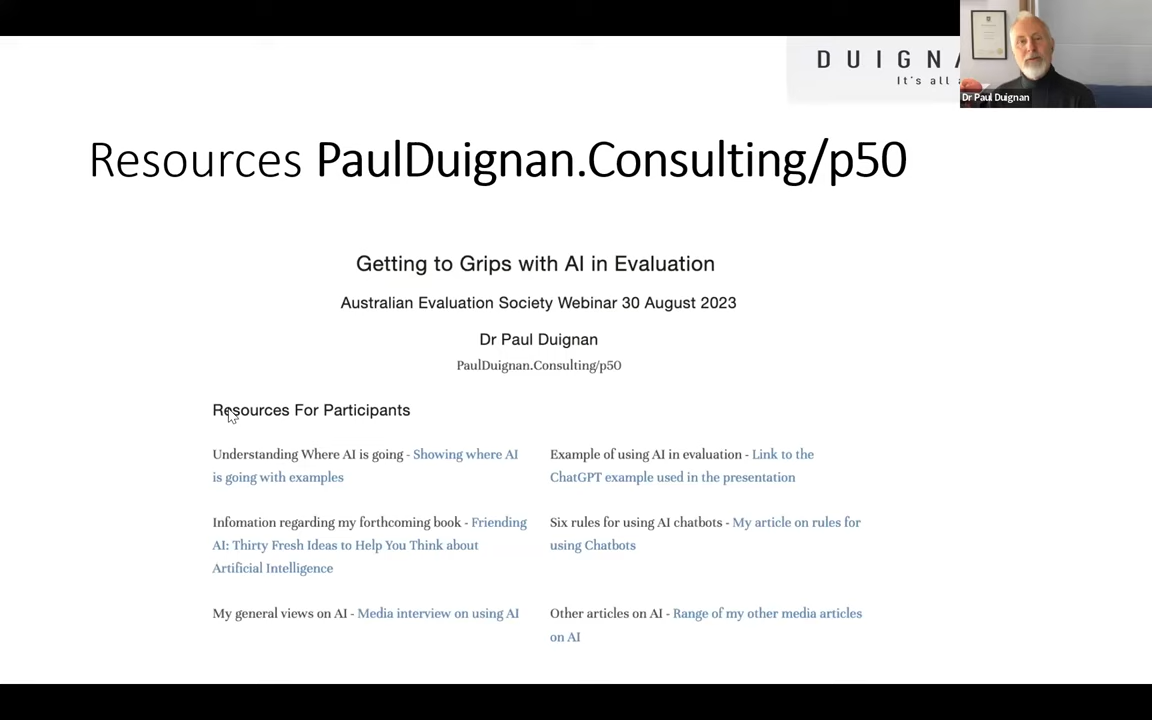 DUIGNA
It's all
Dr Paul Duignan
Resources PaulDuignan.Consulting/p50
Getting to Grips with AI in Evaluation
Australian Evaluation Society Webinar 30 August 2023
Dr Paul Duignan
PaulDuignan.Consulting/p50
Resources For Participants
Understanding Where AI is going - Showing where AI
is going with examples
Example of using AI in evaluation - Link to the
ChatGPT example used in the presentation
Infomation regarding my forthcoming book - Friending
AI: Thirty Fresh Ideas to Help You Think about
Artificial Intelligence
Six rules for using AI chatbots - My article on rules for
using Chatbots
My general views on AI - Media interview on using AI
Other articles on AI - Range of my other media articles
on AI